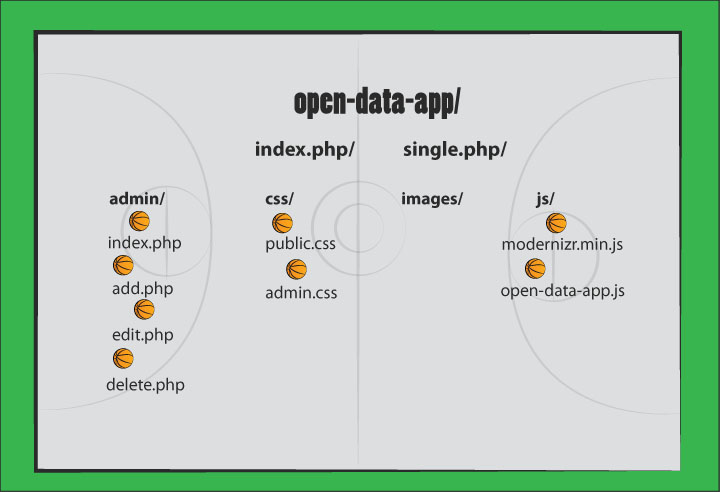 open-data-app/
index.php/ single.php/
admin/ css/ images/ js/
index.php public.css modernizr.min.js
add.php admin.css open-data-app.js
edit.php
delete.php